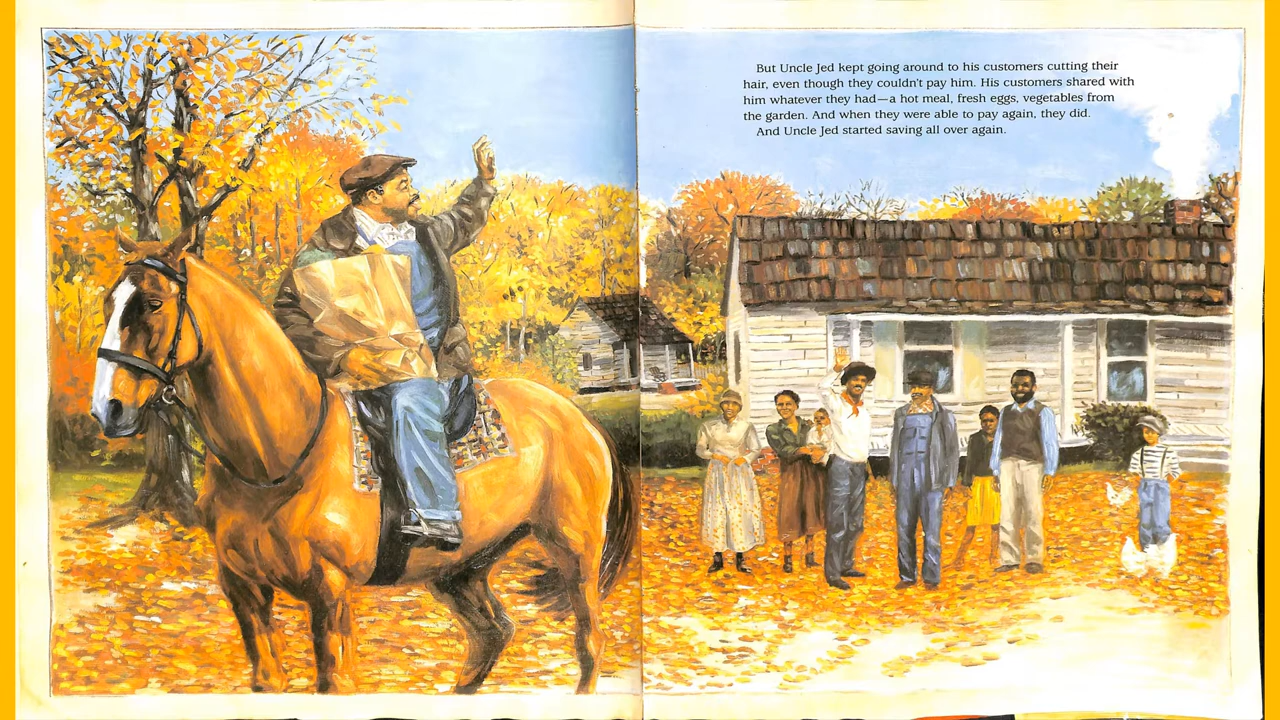 But Uncle Jed kept going around to his customers cutting their
hair, even though they couldn't pay him. His customers shared with
him whatever they had—a hot meal, fresh eggs, vegetables from
the garden. And when they were able to pay again, they did.
And Uncle Jed started saving all over again.